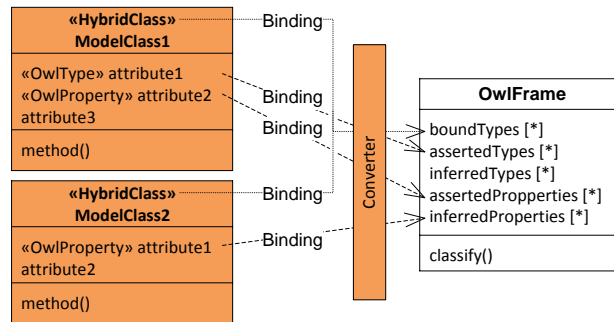 «HybridClass»
ModelClass1
«OwlType» attribute1
«OwlProperty» attribute2
attribute3
method()
«HybridClass»
ModelClass2
«OwlProperty» attribute1
attribute2
method()
Binding
Binding
Binding
Binding
Binding
Converter
OwlFrame
boundTypes [*]
assertedTypes [*]
inferredTypes [*]
assertedPropperties [*]
inferredProperties [*]
classify()